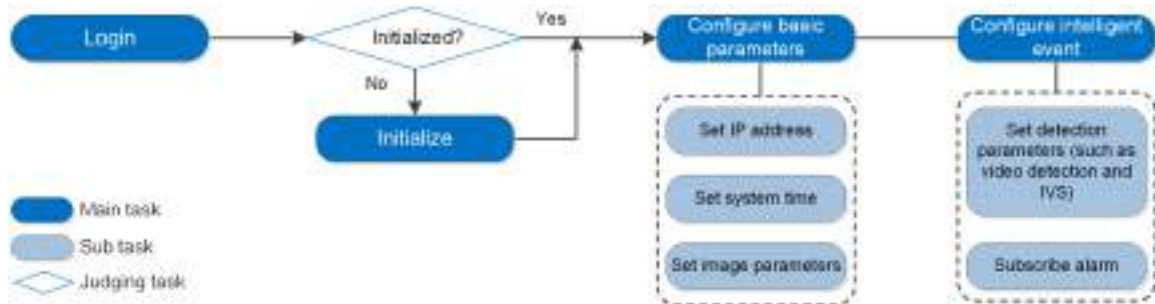 Login
Initialized?
Yes
No
Initialize
Configure basic
parameters
Configure intelligent
event
Set IP address
Set system time
Set image parameters
Set detection
parameters (such as
video detection and
IVS)
Subscribe alarm
Main task
Sub task
Judging task